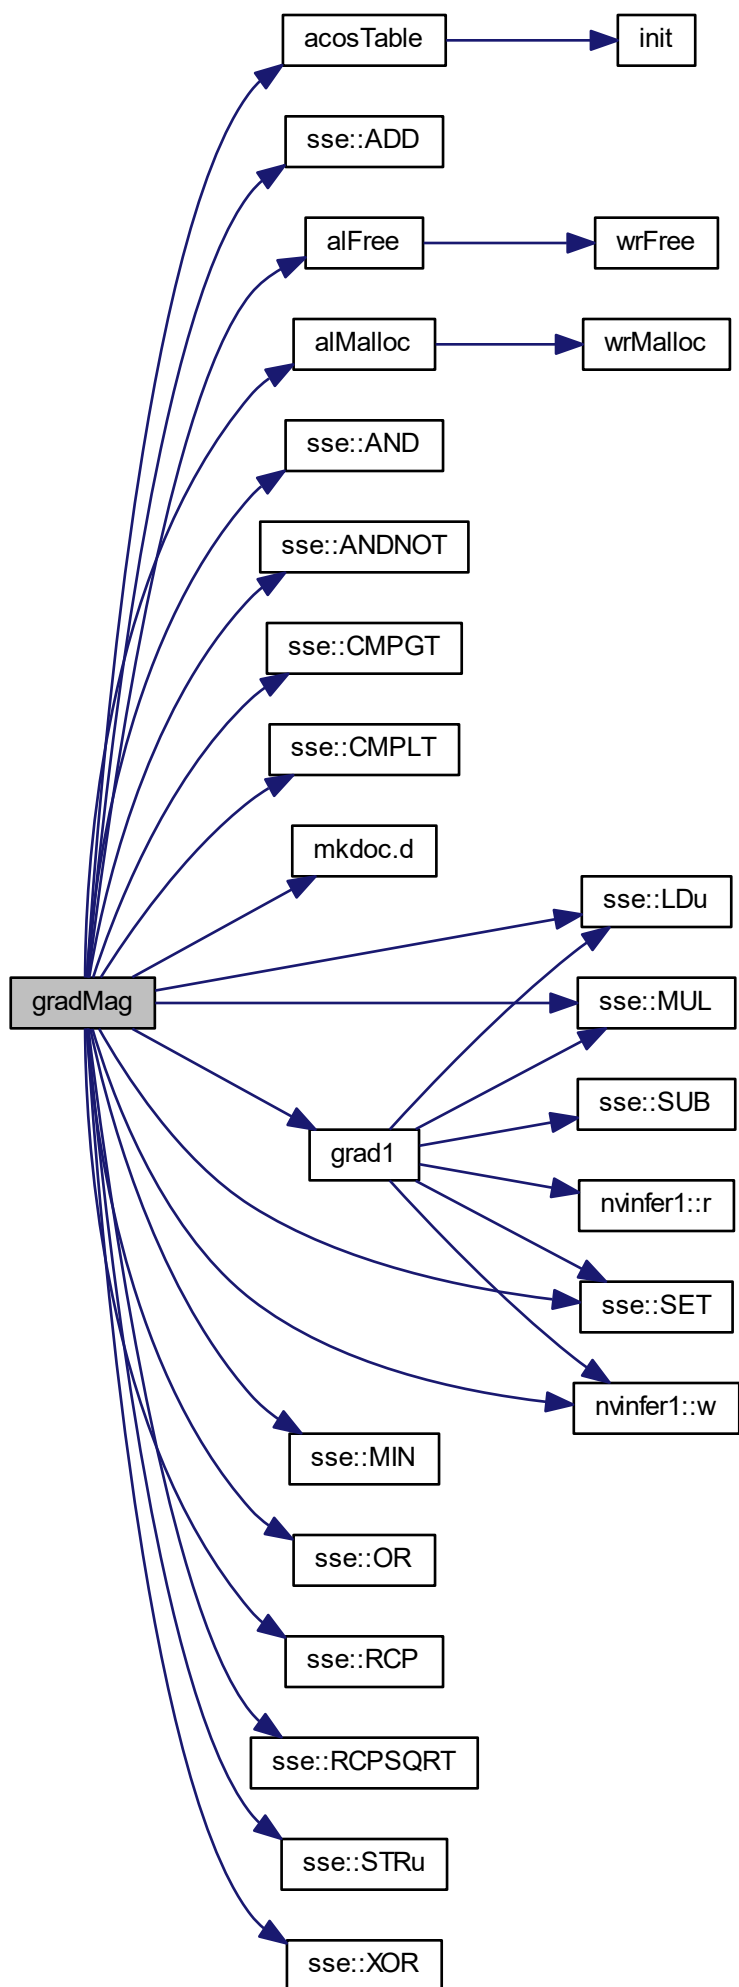 acosTable
init
sse::ADD
alFree
wrFree
alMalloc
wrMalloc
sse::AND
sse::ANDNOT
sse::CMPGT
sse::CMPLT
mkdoc.d
sse::LDu
gradMag
sse::MUL
sse::SUB
grad1
nvinfer1::r
sse::SET
nvinfer1::w
sse::MIN
sse::OR
sse::RCP
sse::RCPSQRT
sse::STRu
sse::XOR